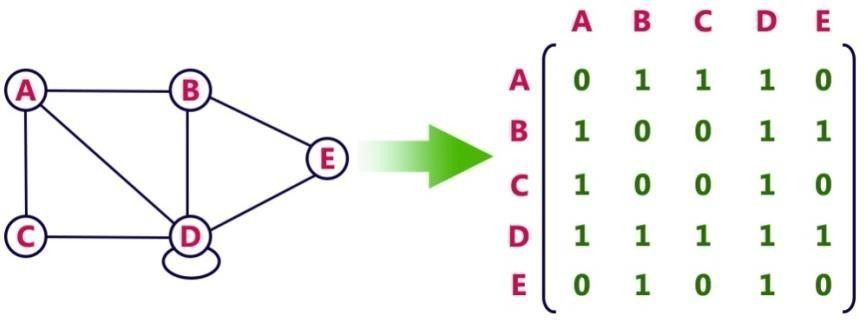 A B E C D
A B C D E
A 0 1 1 1 0
B 1 0 0 1 1
C 1 0 0 1 0
D 1 1 1 1 1
E 0 1 0 1 0